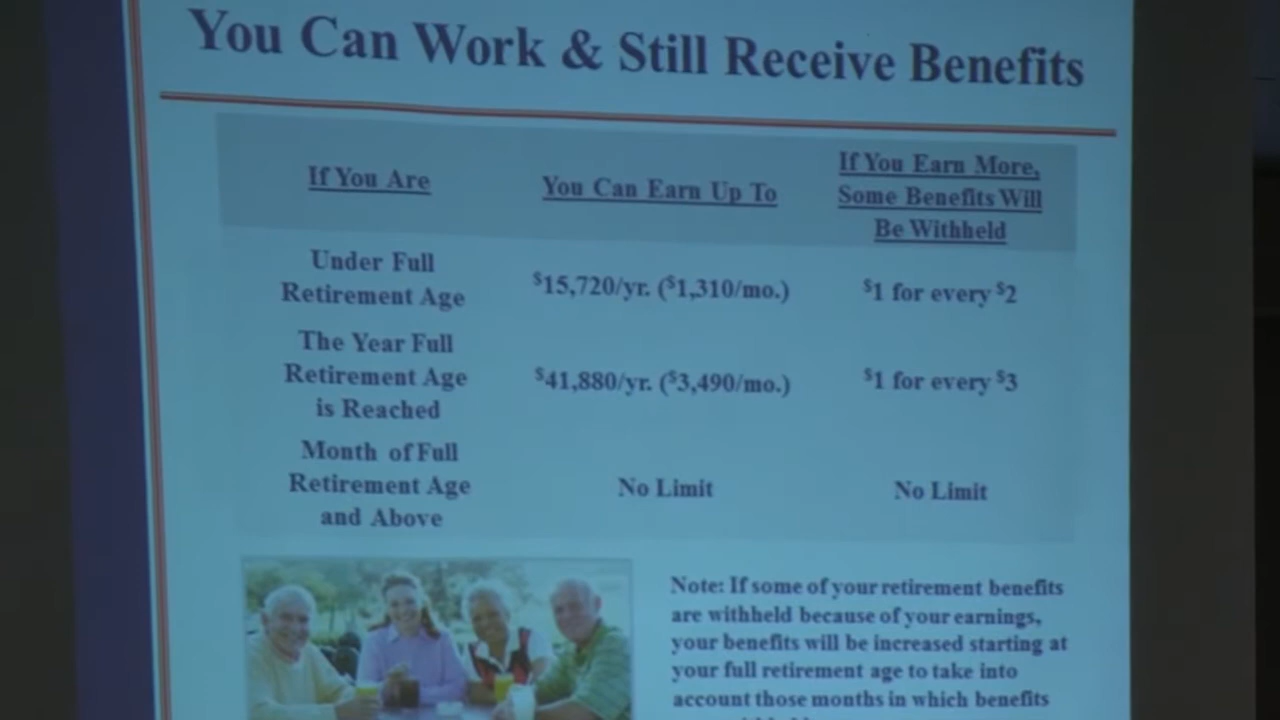 You Can Work & Still Receive Benefits
If You Are
You Can Earn Up To
If You Earn More,
Some Benefits Will
Be Withheld
Under Full
Retirement Age
$15,720/yr. ($1,310/mo.)
$1 for every $2
The Year Full
Retirement Age
is Reached
$41,880/yr. ($3,490/mo.)
$1 for every $3
Month of Full
Retirement Age
and Above
No Limit
No Limit
Note: If some of your retirement benefits
are withheld because of your earnings,
your benefits will be increased starting at
your full retirement age to take into
account those months in which benefits